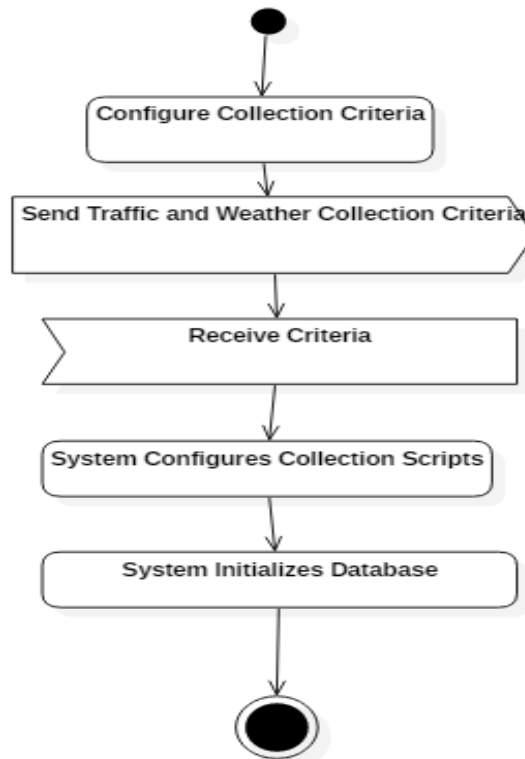 Configure Collection Criteria
Send Traffic and Weather Collection Criteria
Receive Criteria
System Configures Collection Scripts
System Initializes Database